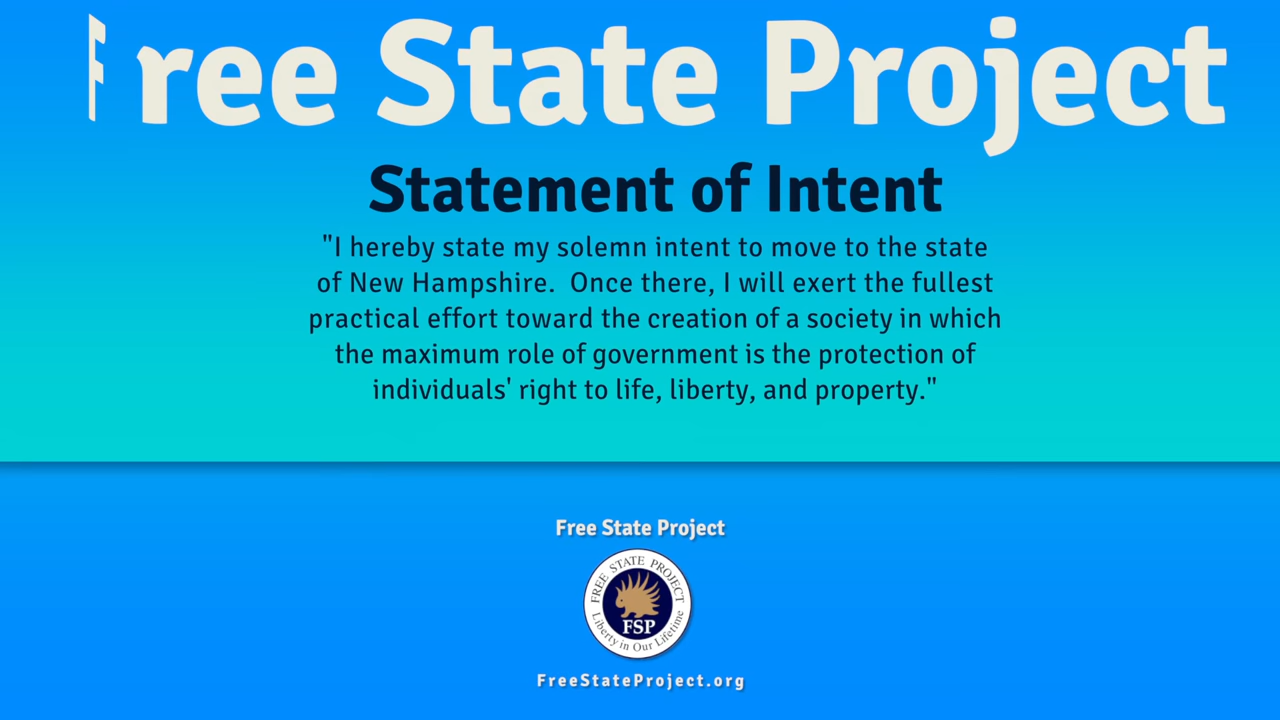 Free State Project
Statement of Intent
"I hereby state my solemn intent to move to the state
of New Hampshire.  Once there, I will exert the fullest
practical effort toward the creation of a society in which
the maximum role of government is the protection of
individuals' right to life, liberty, and property."
Free State Project
FREE STATE PROJECT
FSP
Liberty in Our Lifetime
FreeStateProject.org